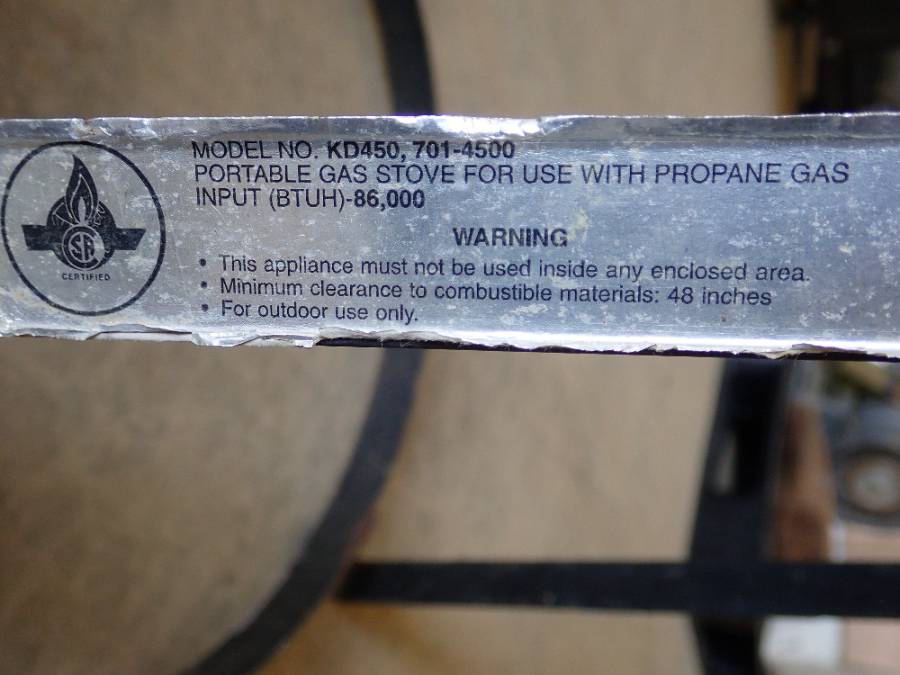 MODEL NO. KD450, 701-4500
PORTABLE GAS STOVE FOR USE WITH PROPANE GAS
INPUT (BTUH)-86,000
WARNING
• This appliance must not be used inside any enclosed area.
• Minimum clearance to combustible materials: 48 inches
• For outdoor use only.
CERTIFIED